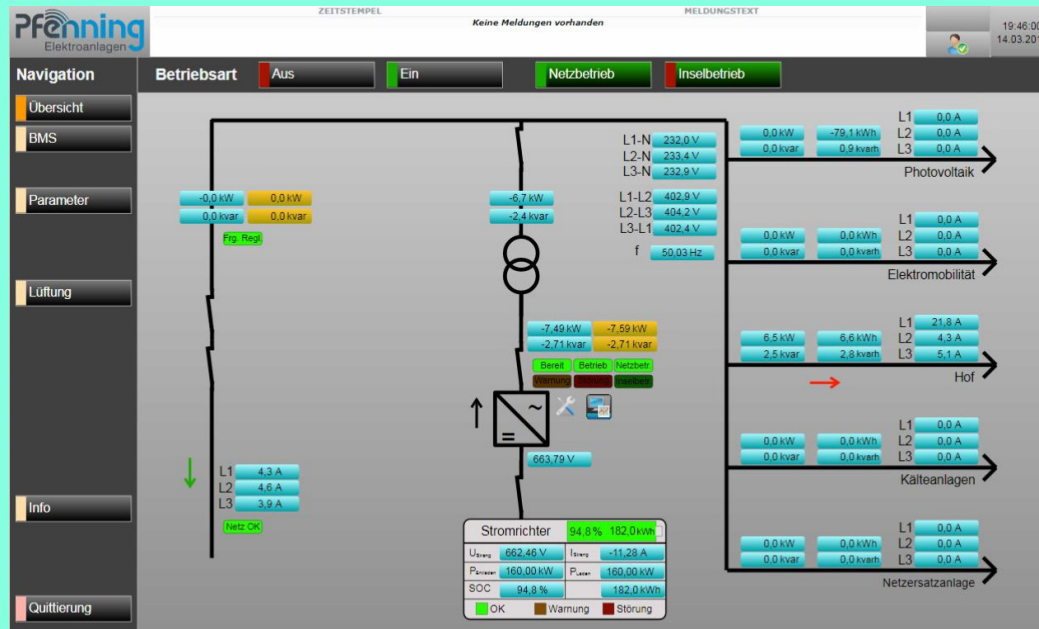 ZEITSTEMPEL MELDUNGSTEXT
Keine Meldungen vorhanden
Pfenning
Elektroanlagen
19:46:00
14.03.201
Navigation
Übersicht
BMS
Parameter
Lüftung
Info
Quittierung
Betriebsart Aus Ein Netzbetrieb Inselbetrieb
-0,0 kW 0,0 kW
0,0 kvar 0,0 kvar
Frg. Regl.
L1 4,3 A
L2 4,6 A
L3 3,9 A
Netz OK
-6,7 kW
-2,4 kvar
L1-N 232,0 V
L2-N 233,4 V
L3-N 232,9 V
L1-L2 402,9 V
L2-L3 404,2 V
L3-L1 402,4 V
f 50,03 Hz
-7,49 kW -7,59 kW
-2,71 kvar -2,71 kvar
Bereit Betrieb Netzbetr.
Warnung Störung Inselbetr.
~
=
663,79 V
Stromrichter 94,8 % 182,0 kWh
U 662,46 V I -11,28 A
P 160,00 kW P 160,00 kW
SOC 94,8 % 182,0 kWh
OK Warnung Störung
L1 0,0 A
0,0 kW -79,1 kWh L2 0,0 A
0,0 kvar 0,9 kvarh L3 0,0 A
Photovoltaik
L1 0,0 A
0,0 kW 0,0 kWh L2 0,0 A
0,0 kvar 0,0 kvarh L3 0,0 A
Elektromobilität
L1 21,8 A
6,5 kW 6,6 kWh L2 4,3 A
2,5 kvar 2,8 kvarh L3 5,1 A
Hof
L1 0,0 A
0,0 kW 0,0 kWh L2 0,0 A
0,0 kvar 0,0 kvarh L3 0,0 A
Kälteanlagen
L1 0,0 A
0,0 kW 0,0 kWh L2 0,0 A
0,0 kvar 0,0 kvarh L3 0,0 A
Netzersatzanlage